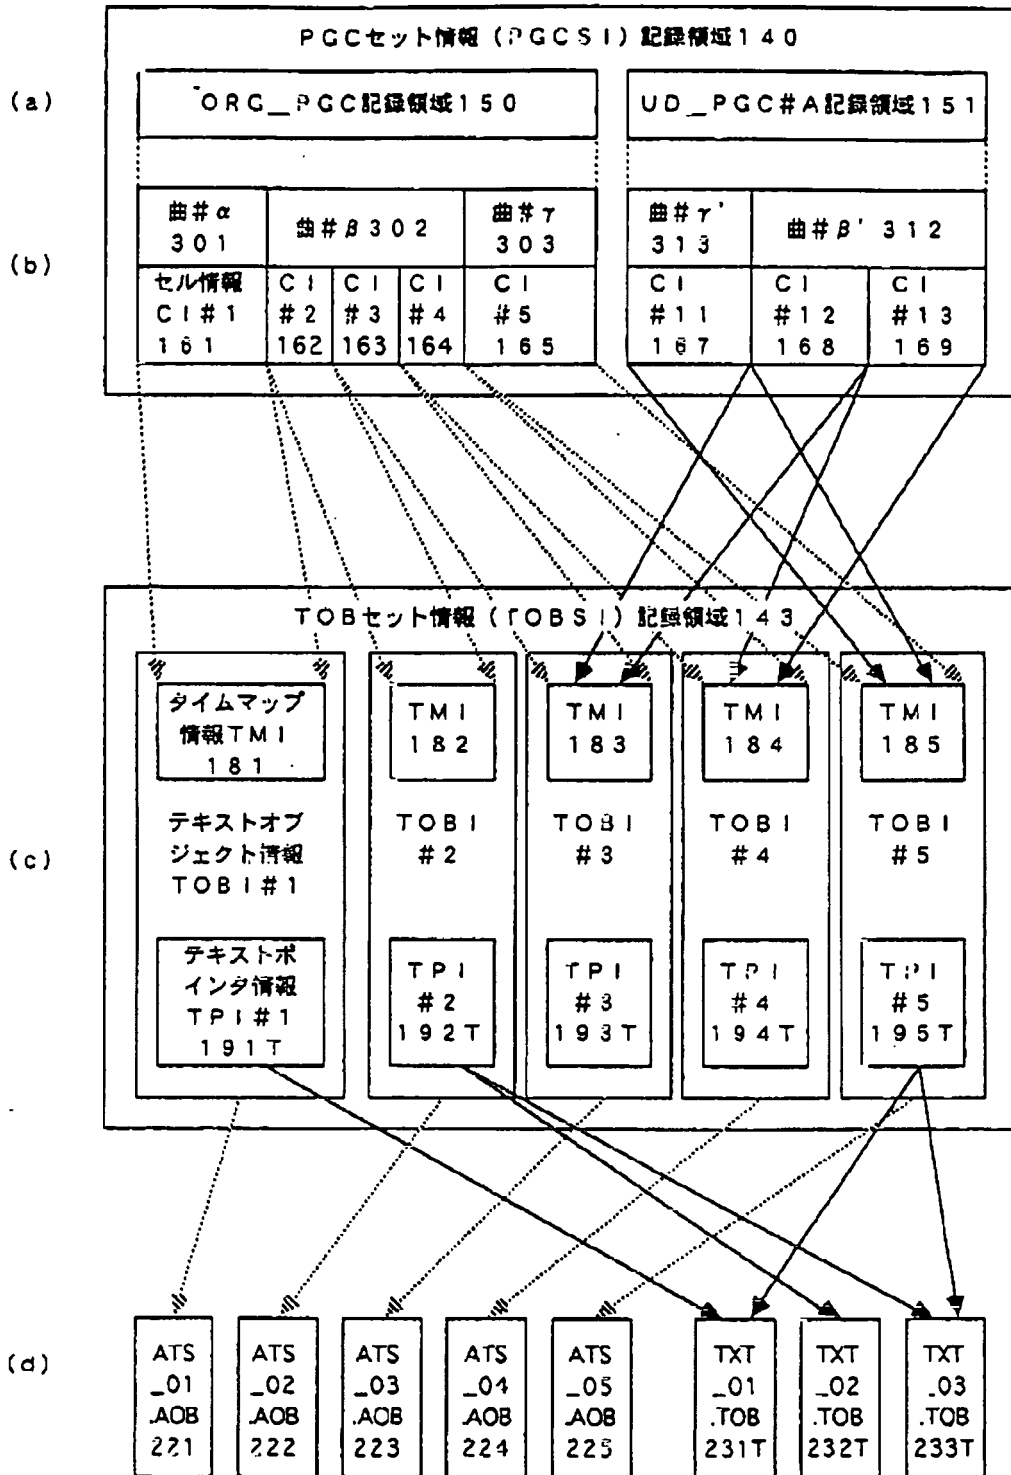 PGCセット情報(PGCSI)記録領域140
(a)
ORG_PGC記録領域150
UD_PGC#A記録領域151
(b)
曲#α
301
曲#β302
曲#γ
303
曲#γ'
313
曲#β'312
セル情報
CI#1
161
CI
#2
162
CI
#3
163
CI
#4
164
CI
#5
165
CI
#11
167
CI
#12
168
CI
#13
169
TOBセット情報(TOBSI)記録領域143
(c)
タイムマップ
情報TMI
181
TMI
182
TMI
183
TMI
184
TMI
185
テキストオブ
ジェクト情報
TOBI#1
TOBI
#2
TOBI
#3
TOBI
#4
TOBI
#5
テキストポ
インタ情報
TPI#1
191T
TPI
#2
192T
TPI
#3
193T
TPI
#4
194T
TPI
#5
195T
(d)
ATS
_01
.AOB
221
ATS
_02
.AOB
222
ATS
_03
.AOB
223
ATS
_04
.AOB
224
ATS
_05
.AOB
225
TXT
_01
.TOB
231T
TXT
_02
.TOB
232T
TXT
_03
.TOB
233T